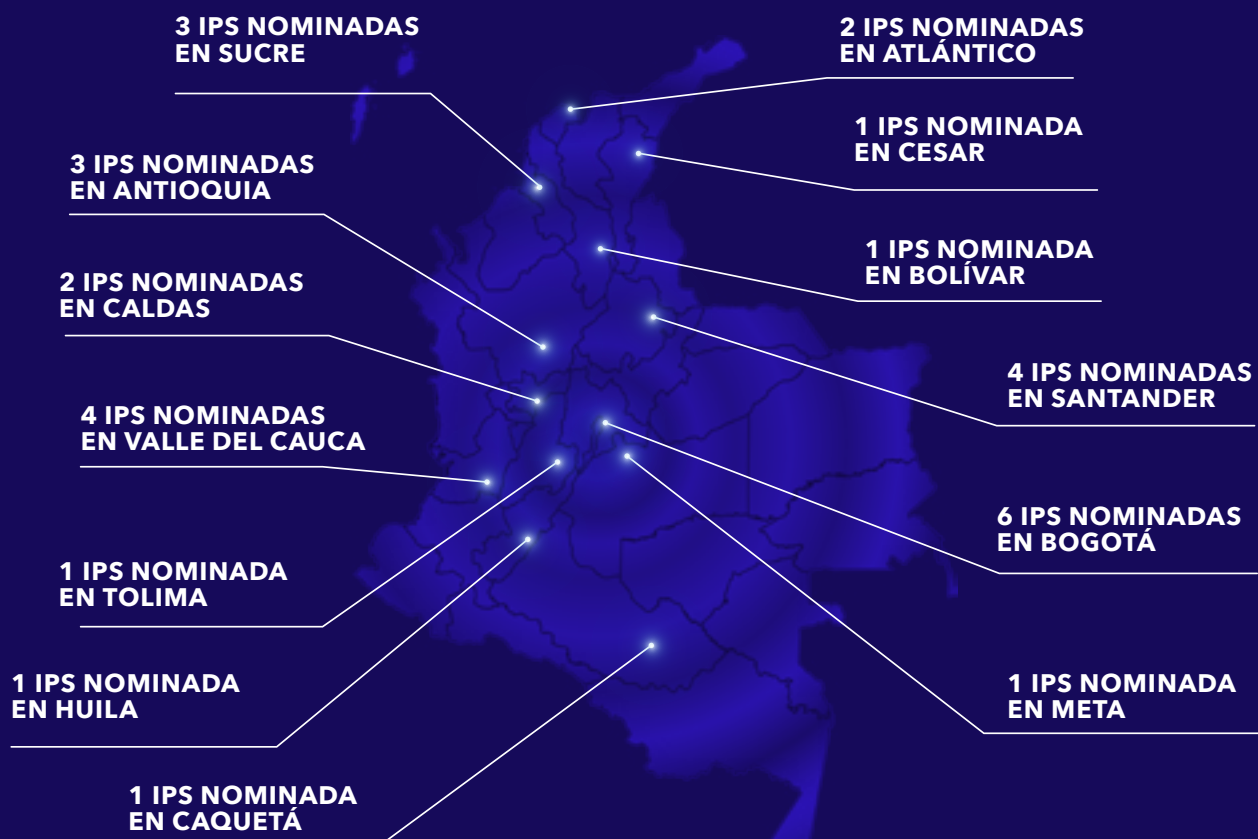 3 IPS NOMINADAS
EN SUCRE
2 IPS NOMINADAS
EN ATLÁNTICO
1 IPS NOMINADA
EN CESAR
3 IPS NOMINADAS
EN ANTIOQUIA
1 IPS NOMINADA
EN BOLÍVAR
2 IPS NOMINADAS
EN CALDAS
4 IPS NOMINADAS
EN SANTANDER
4 IPS NOMINADAS
EN VALLE DEL CAUCA
6 IPS NOMINADAS
EN BOGOTÁ
1 IPS NOMINADA
EN TOLIMA
1 IPS NOMINADA
EN HUILA
1 IPS NOMINADA
EN META
1 IPS NOMINADA
EN CAQUETÁ